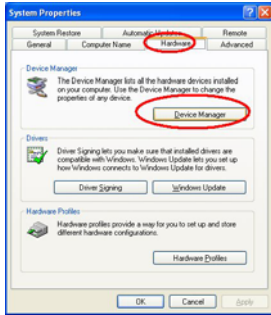 System Properties
System Restore Automatic Updates Remote
General Computer Name Hardware Advanced
Device Manager
The Device Manager lists all the hardware devices installed
on your computer. Use the Device Manager to change the
properties of any device.
Device Manager
Drivers
Driver Signing lets you make sure that installed drivers are
compatible with Windows. Windows Update lets you set up
how Windows connects to Windows Update for drivers.
Driver Signing Windows Update
Hardware Profiles
Hardware profiles provide a way for you to set up and store
different hardware configurations.
Hardware Profiles
OK Cancel Apply